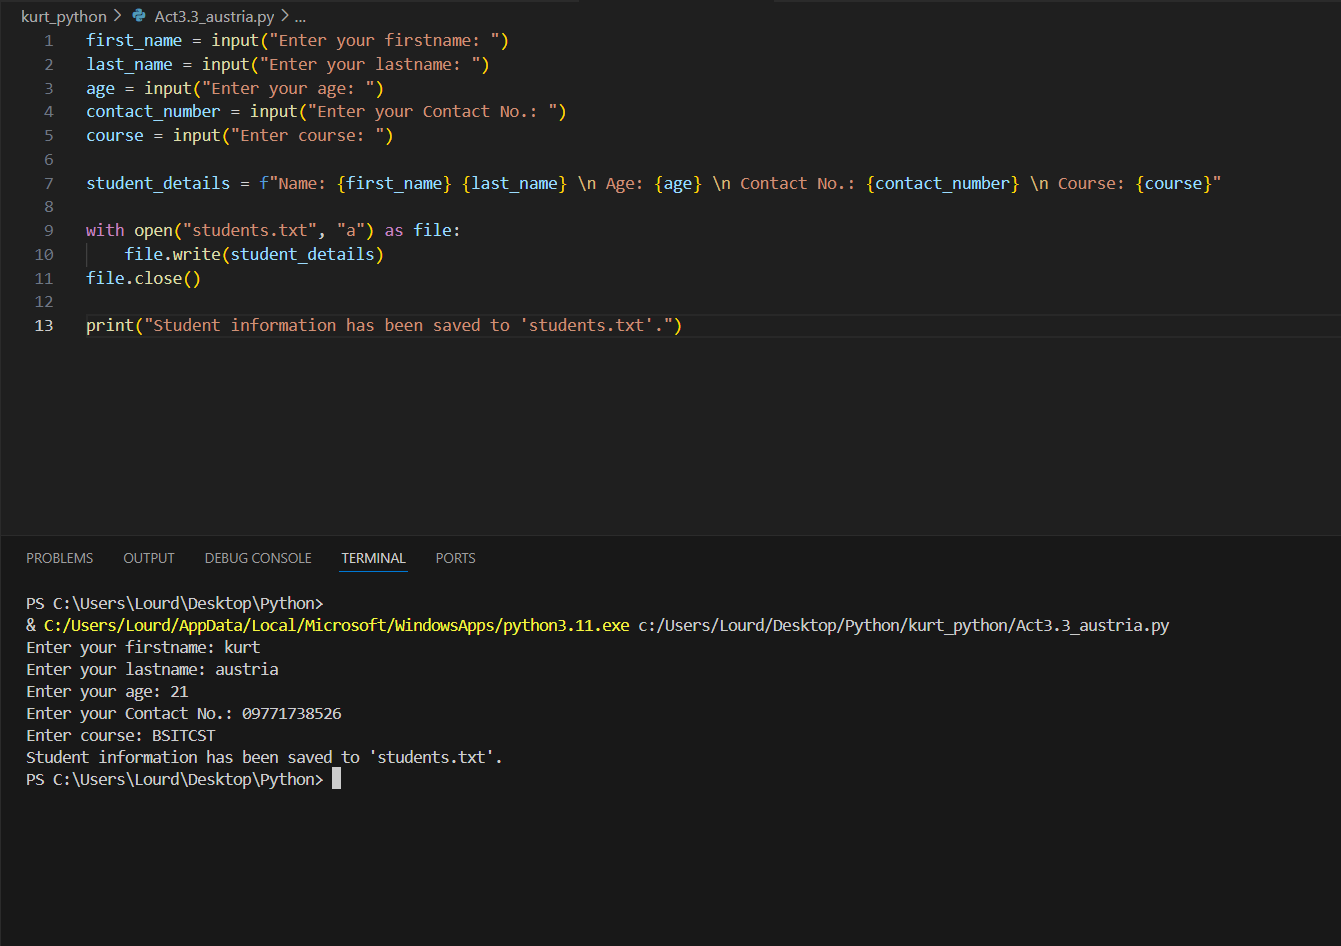 kurt_python > Act3.3_austria.py > ...
1 first_name = input("Enter your firstname: ")
2 last_name = input("Enter your lastname: ")
3 age = input("Enter your age: ")
4 contact_number = input("Enter your Contact No.: ")
5 course = input("Enter course: ")
6
7 student_details = f"Name: {first_name} {last_name} \n Age: {age} \n Contact No.: {contact_number} \n Course: {course}"
8
9 with open("students.txt", "a") as file:
10     file.write(student_details)
11 file.close()
12
13 print("Student information has been saved to 'students.txt'.")
PROBLEMS OUTPUT DEBUG CONSOLE TERMINAL PORTS
PS C:\Users\Lourd\Desktop\Python>
& C:/Users/Lourd/AppData/Local/Microsoft/WindowsApps/python3.11.exe c:/Users/Lourd/Desktop/Python/kurt_python/Act3.3_austria.py
Enter your firstname: kurt
Enter your lastname: austria
Enter your age: 21
Enter your Contact No.: 09771738526
Enter course: BSITCST
Student information has been saved to 'students.txt'.
PS C:\Users\Lourd\Desktop\Python>